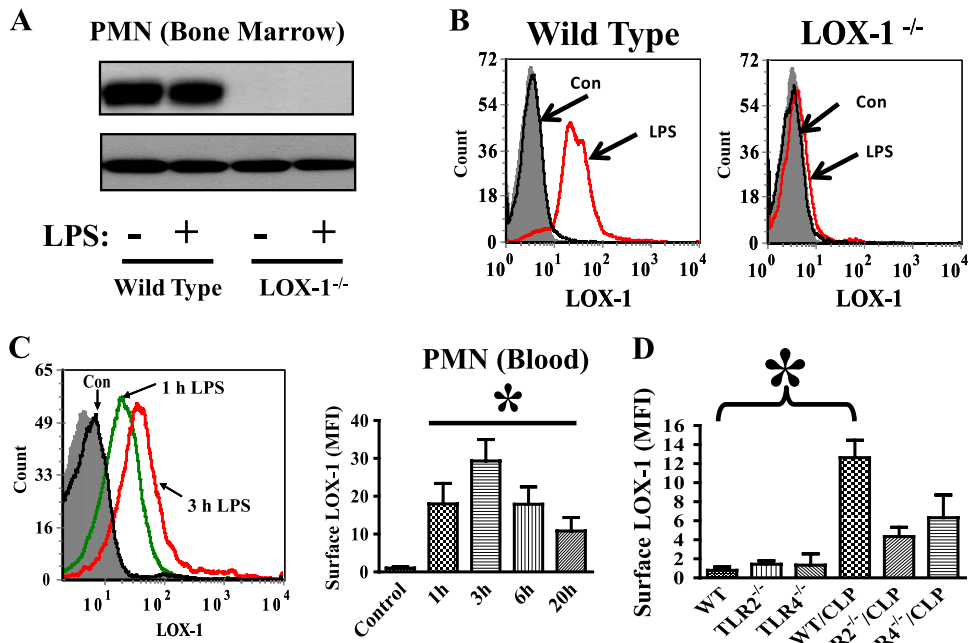 A
PMN (Bone Marrow)
LPS: - + - +
Wild Type LOX-1-/-
B
Wild Type
72
54
36
18
0
Count
Con
LPS
10^0 10^1 10^2 10^3 10^4
LOX-1
LOX-1 -/-
72
54
36
18
0
Count
Con
LPS
10^0 10^1 10^2 10^3 10^4
LOX-1
C
65
49
33
16
0
Count
Con
1 h LPS
3 h LPS
10^1 10^2 10^3 10^4
LOX-1
PMN (Blood)
*
Surface LOX-1 (MFI)
40
30
20
10
0
Control 1h 3h 6h 20h
D
*
Surface LOX-1 (MFI)
16
14
12
10
8
6
4
2
0
WT TLR2-/- TLR4-/- WT/CLP R2-/-/CLP R4-/-/CLP